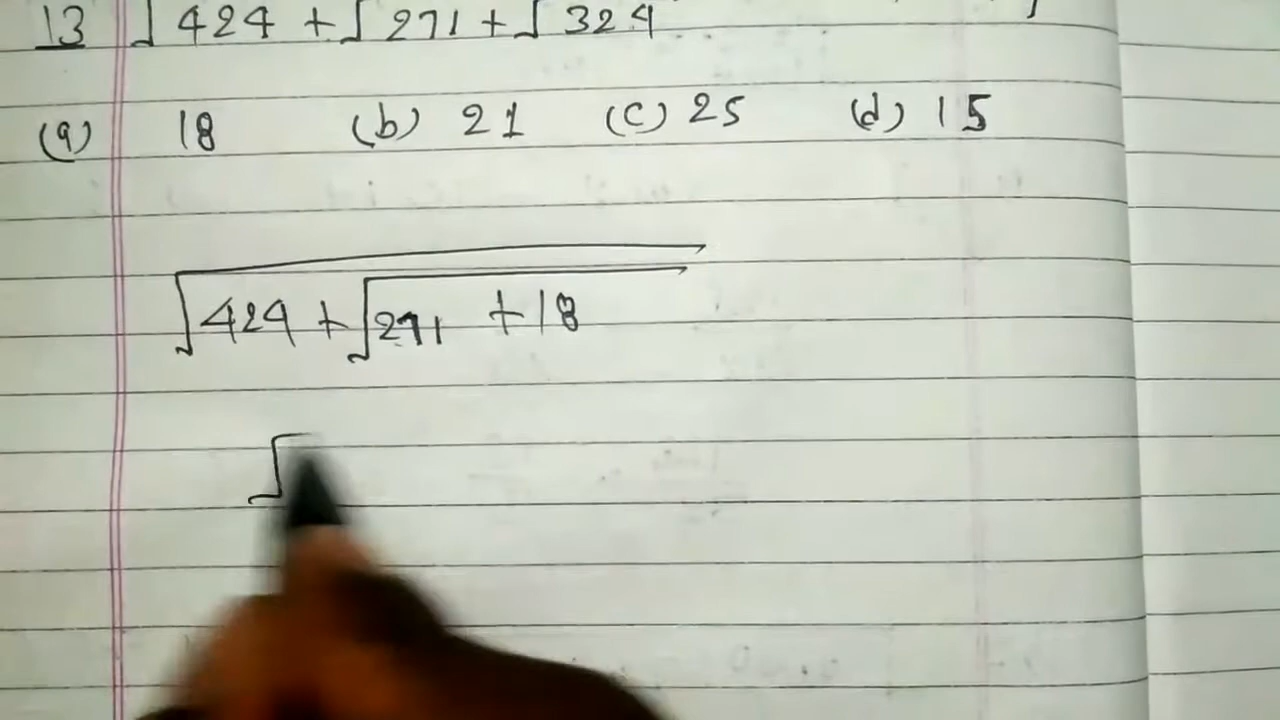 13 √424 + √271 + √324
(a) 18 (b) 21 (c) 25 (d) 15
√424 + √271 + 18
√